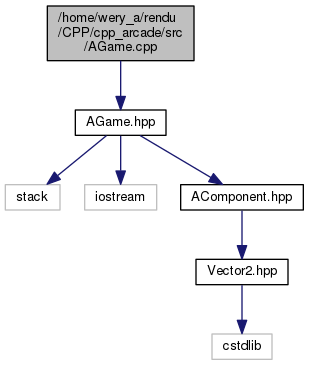 /home/wery_a/rendu
/CPP/cpp_arcade/src
/AGame.cpp
AGame.hpp
stack
iostream
AComponent.hpp
Vector2.hpp
cstdlib